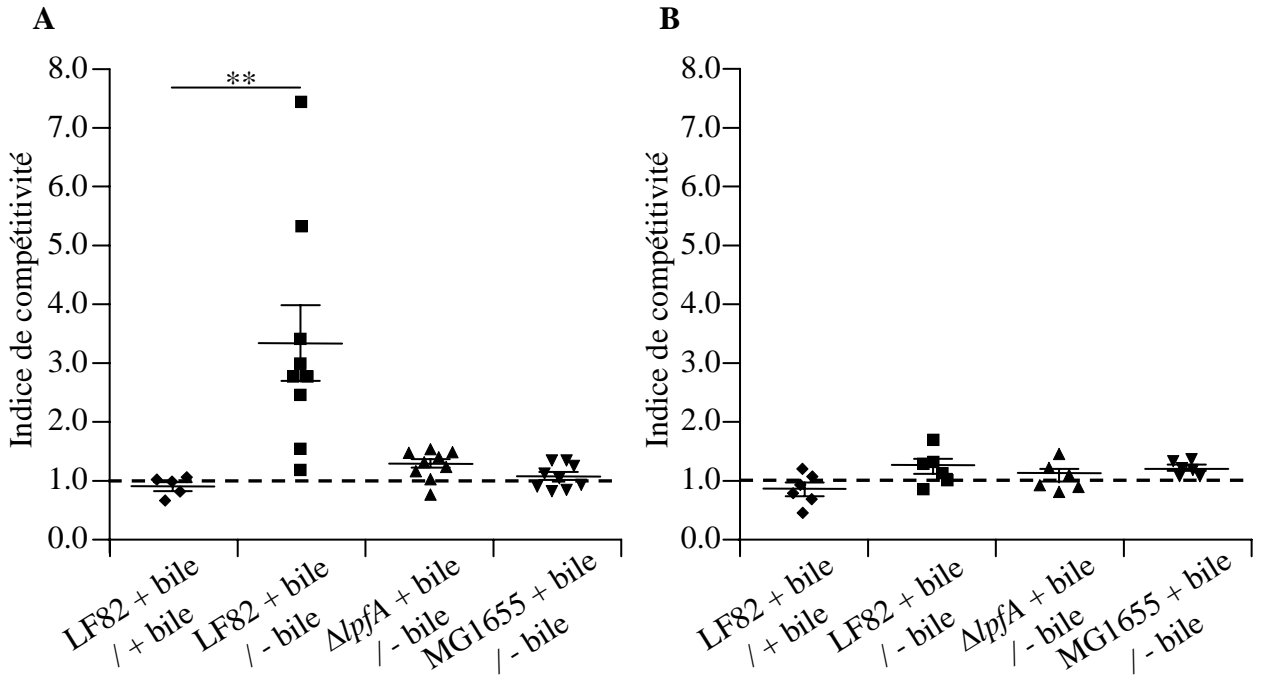 A
Indice de compétitivité
8.0
7.0
6.0
5.0
4.0
3.0
2.0
1.0
0.0
**
LF82 + bile
/ + bile
LF82 + bile
/ - bile
ΔlpfA + bile
/ - bile
MG1655 + bile
/ - bile
B
Indice de compétitivité
8.0
7.0
6.0
5.0
4.0
3.0
2.0
1.0
0.0
LF82 + bile
/ + bile
LF82 + bile
/ - bile
ΔlpfA + bile
/ - bile
MG1655 + bile
/ - bile